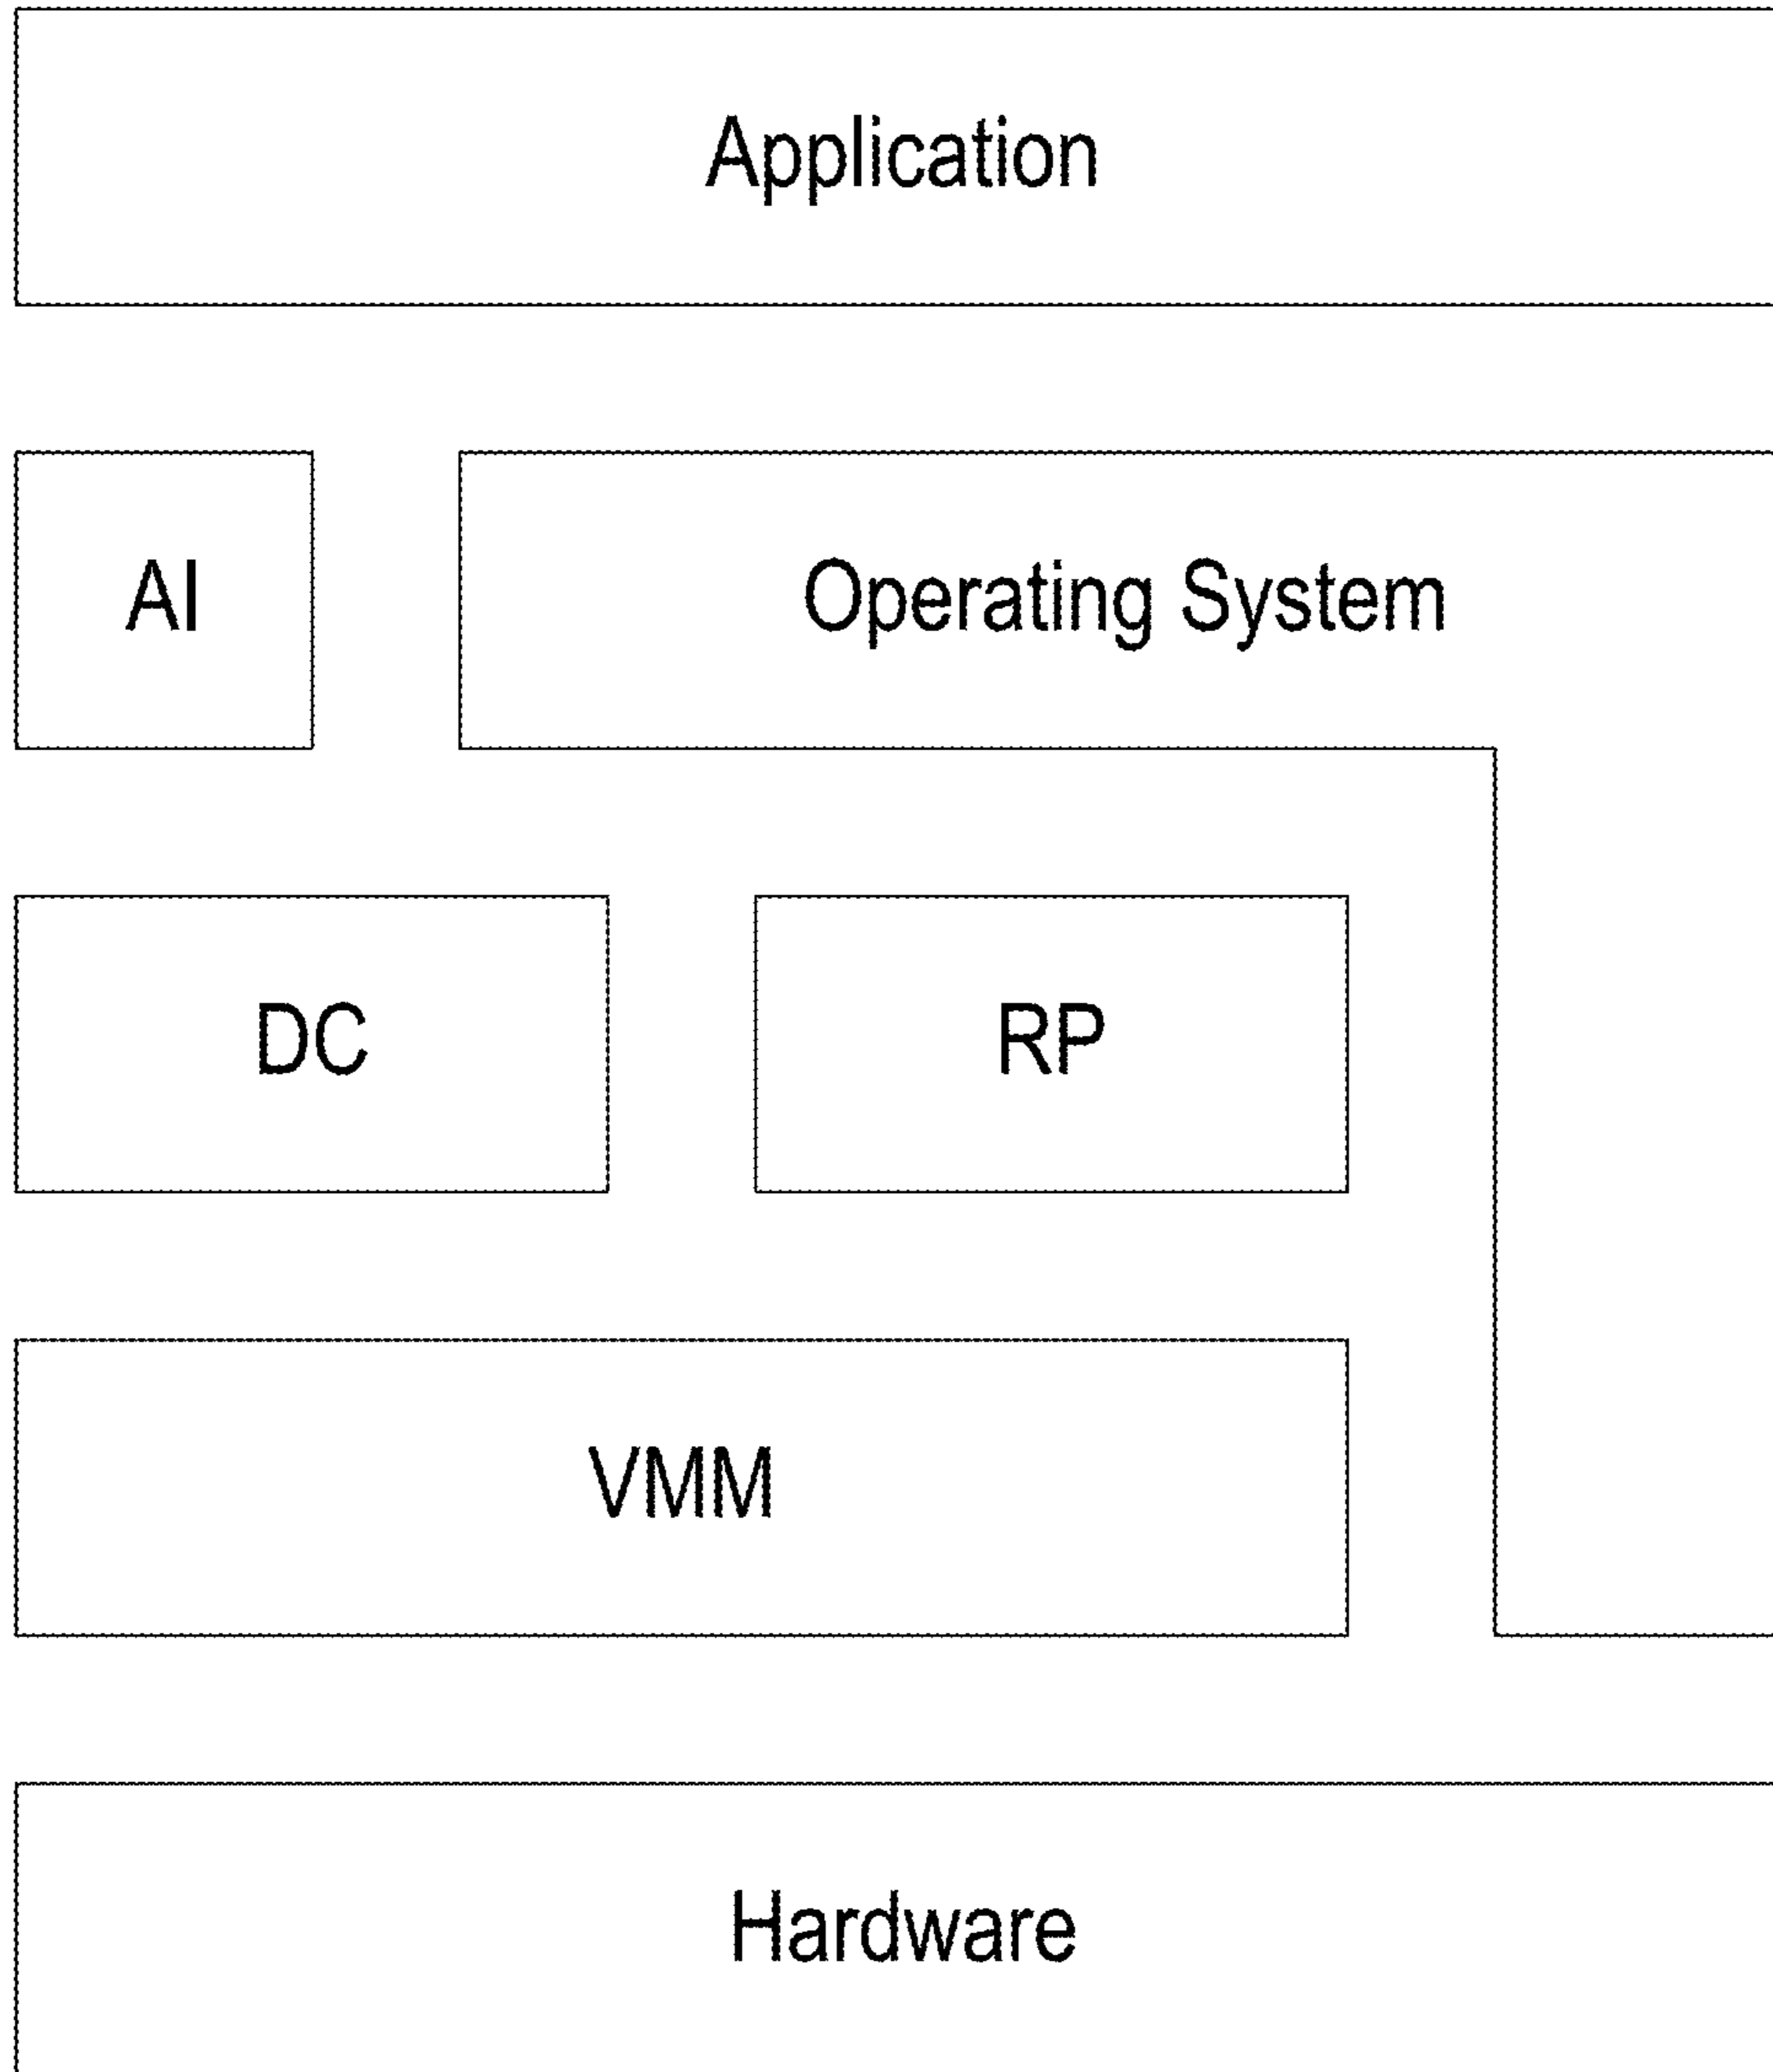 Application
AI
Operating System
DC
RP
VMM
Hardware